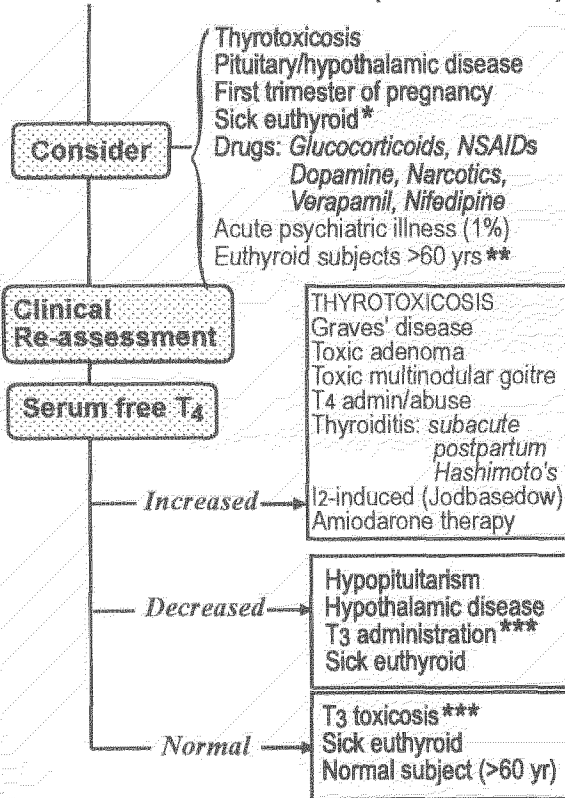 Thyrotoxicosis
Pituitary/hypothalamic disease
First trimester of pregnancy
Sick euthyroid*
Consider
Drugs: Glucocorticoids, NSAIDs
Dopamine, Narcotics,
Verapamil, Nifedipine
Acute psychiatric illness (1%)
Euthyroid subjects >60 yrs**
Clinical
Re-assessment
Serum free T4
THYROTOXICOSIS
Graves' disease
Toxic adenoma
Toxic multinodular goitre
T4 admin/abuse
Thyroiditis: subacute
postpartum
Hashimoto's
I2-induced (Jodbasedow)
Amiodarone therapy
Increased
Hypopituitarism
Hypothalamic disease
T3 administration***
Sick euthyroid
Decreased
T3 toxicosis***
Sick euthyroid
Normal subject (>60 yr)
Normal